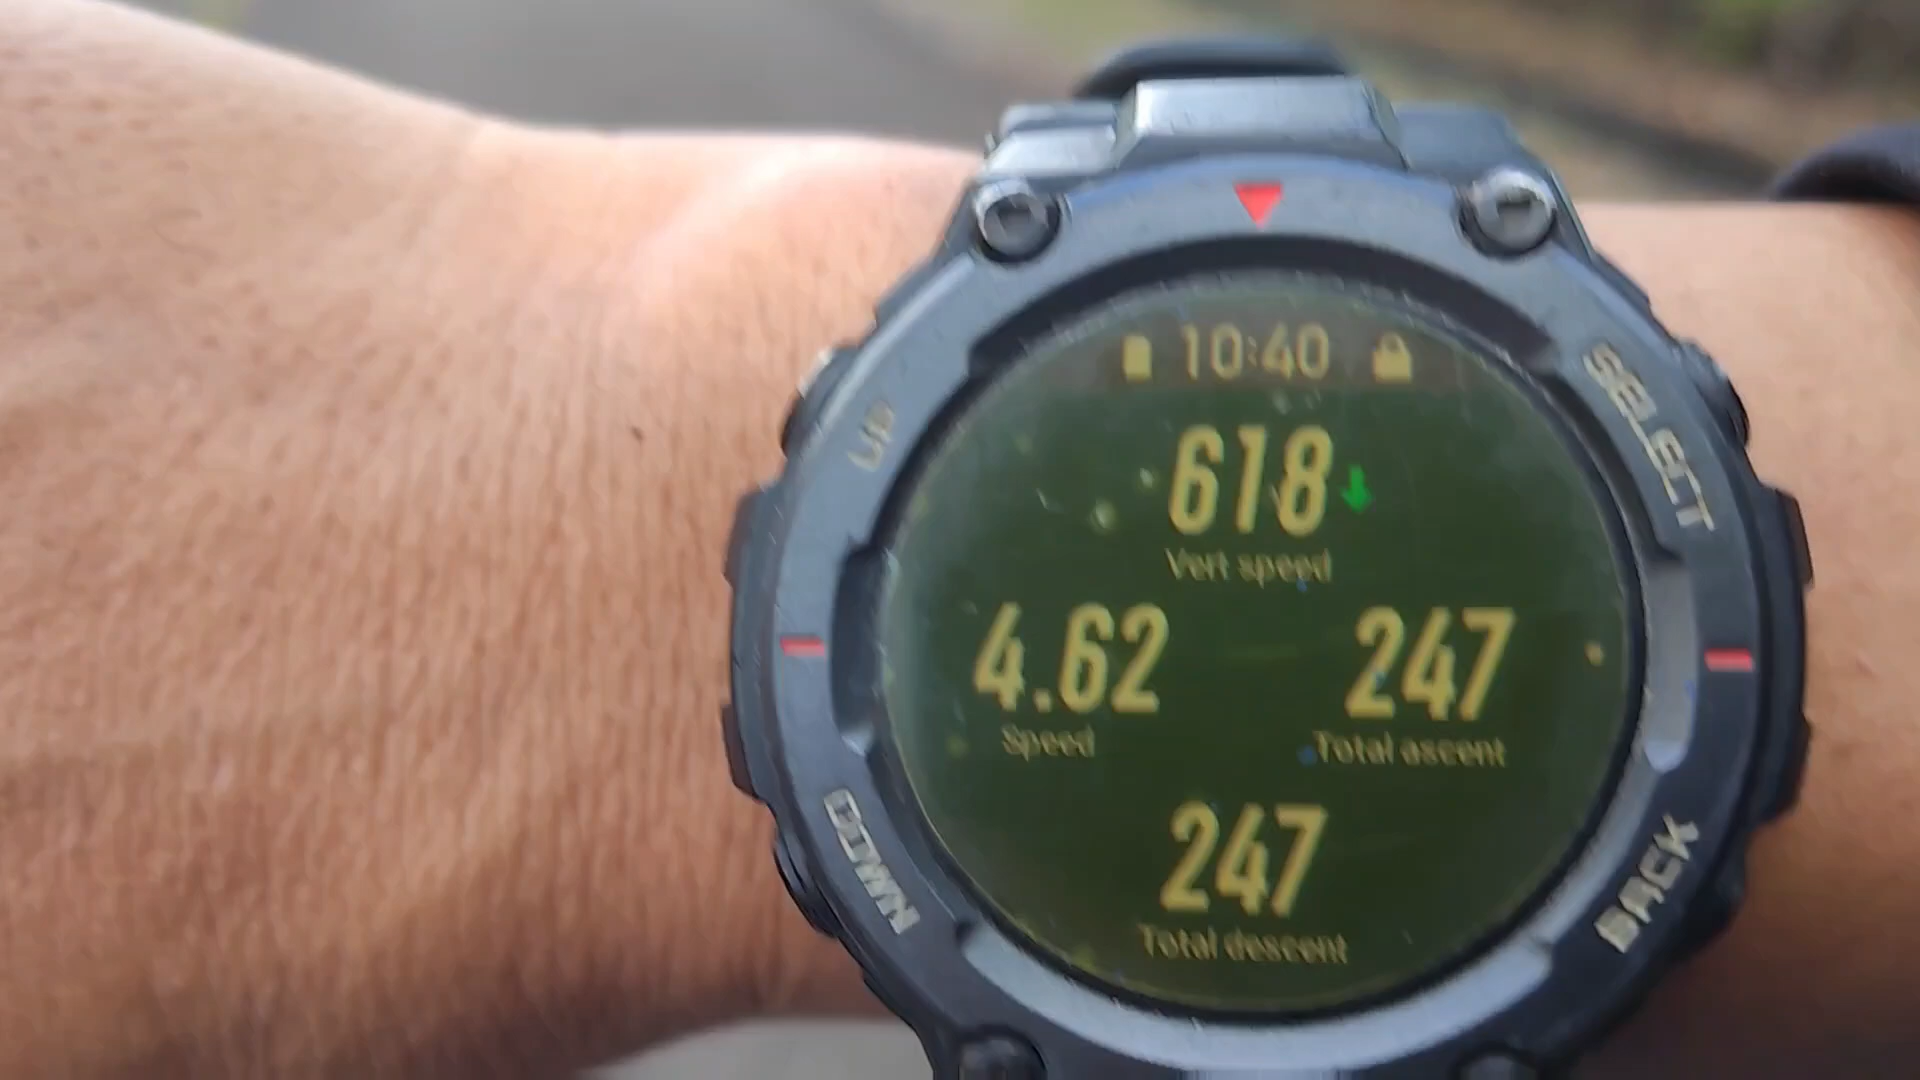 10:40
UP
SELECT
618
Vert speed
4.62
247
Speed
Total ascent
247
Total descent
DOWN
BACK